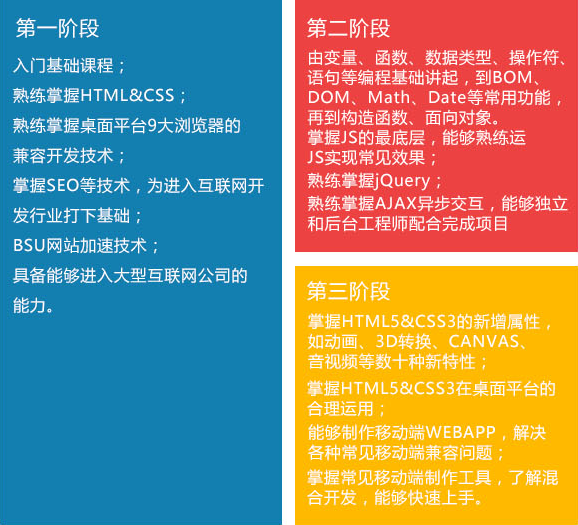 第一阶段
入门基础课程；
熟练掌握HTML&CSS；
熟练掌握桌面平台9大浏览器的
兼容开发技术；
掌握SEO等技术，为进入互联网开
发行业打下基础；
BSU网站加速技术；
具备能够进入大型互联网公司的
能力。
第二阶段
由变量、函数、数据类型、操作符、
语句等编程基础讲起，到BOM、
DOM、Math、Date等常用功能，
再到构造函数、面向对象。
掌握JS的最底层，能够熟练运
JS实现常见效果；
熟练掌握jQuery；
熟练掌握AJAX异步交互，能够独立
和后台工程师配合完成项目
第三阶段
掌握HTML5&CSS3的新增属性，
如动画、3D转换、CANVAS、
音视频等数十种新特性；
掌握HTML5&CSS3在桌面平台的
合理运用；
能够制作移动端WEBAPP，解决
各种常见移动端兼容问题；
掌握常见移动端制作工具，了解混
合开发，能够快速上手。